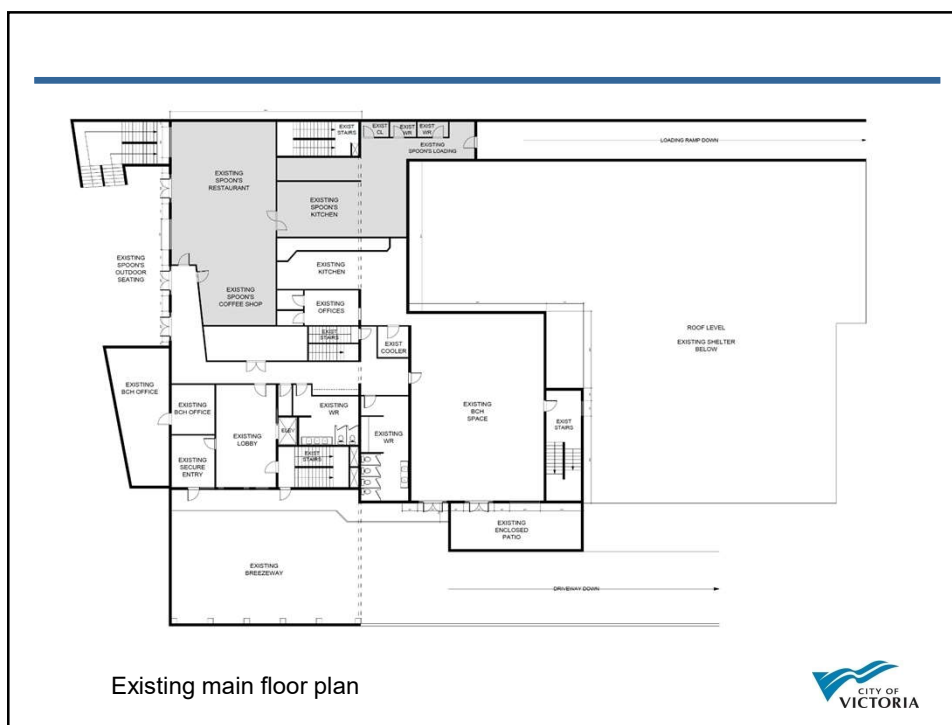 EXIST
STAIRS
EXIST
CL
EXIST
WR
EXIST
WR
EXISTING
SPOON'S LOADING
LOADING RAMP DOWN
EXISTING
SPOON'S
RESTAURANT
EXISTING
SPOON'S
KITCHEN
EXISTING
SPOON'S
OUTDOOR
SEATING
EXISTING
KITCHEN
EXISTING
SPOON'S
COFFEE SHOP
EXISTING
OFFICES
EXIST
STAIRS
EXIST
COOLER
ROOF LEVEL
EXISTING SHELTER
BELOW
EXISTING
BCH OFFICE
EXISTING
BCH OFFICE
EXISTING
LOBBY
EXISTING
WR
ELEV
EXISTING
WR
EXISTING
BCH
SPACE
EXIST
STAIRS
EXISTING
SECURE
ENTRY
EXIST
STAIRS
EXISTING
ENCLOSED
PATIO
EXISTING
BREEZEWAY
DRIVEWAY DOWN
Existing main floor plan
CITY OF
VICTORIA